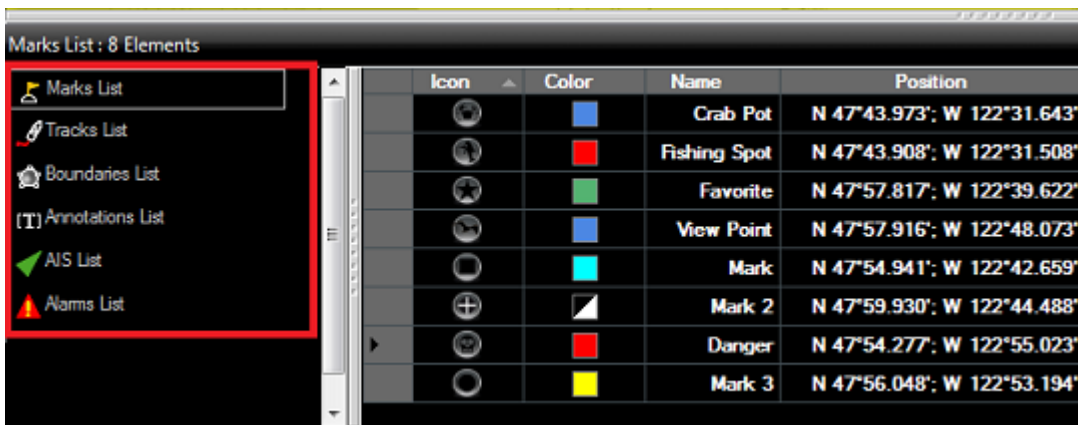 Marks List : 8 Elements
Marks List
Tracks List
Boundaries List
[T] Annotations List
AIS List
Alarms List
Icon Color Name Position
Crab Pot N 47°43.973'; W 122°31.643'
Fishing Spot N 47°43.908'; W 122°31.508'
Favorite N 47°57.817'; W 122°39.622'
View Point N 47°57.916'; W 122°48.073'
Mark N 47°54.941'; W 122°42.659'
Mark 2 N 47°59.930'; W 122°44.488'
Danger N 47°54.277'; W 122°55.023'
Mark 3 N 47°56.048'; W 122°53.194'